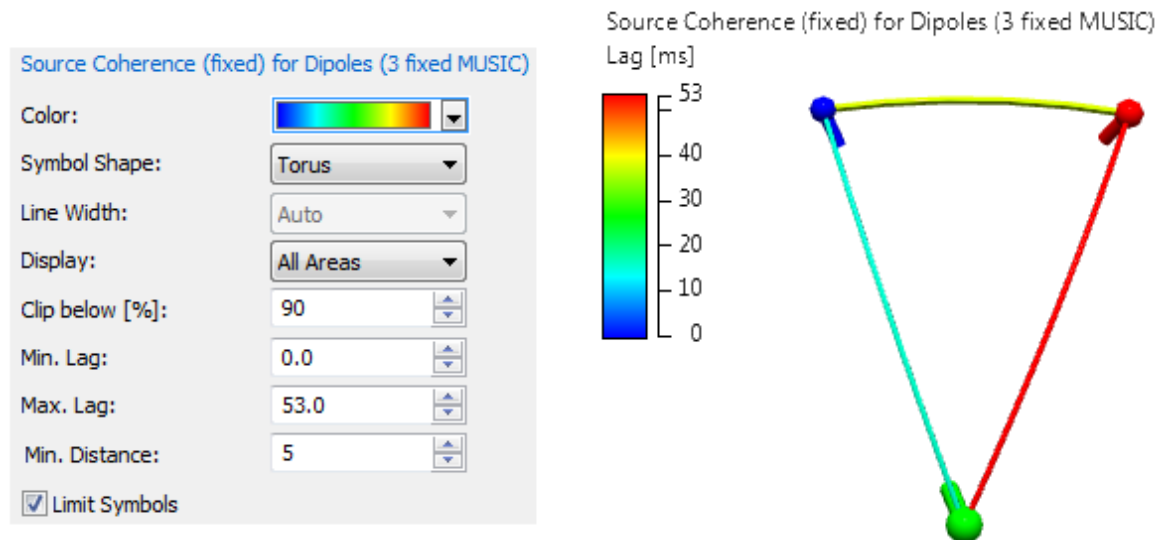 Source Coherence (fixed) for Dipoles (3 fixed MUSIC)
Color:
Symbol Shape: Torus
Line Width: Auto
Display: All Areas
Clip below [%]: 90
Min. Lag: 0.0
Max. Lag: 53.0
Min. Distance: 5
Limit Symbols
Source Coherence (fixed) for Dipoles (3 fixed MUSIC)
Lag [ms]
53
40
30
20
10
0